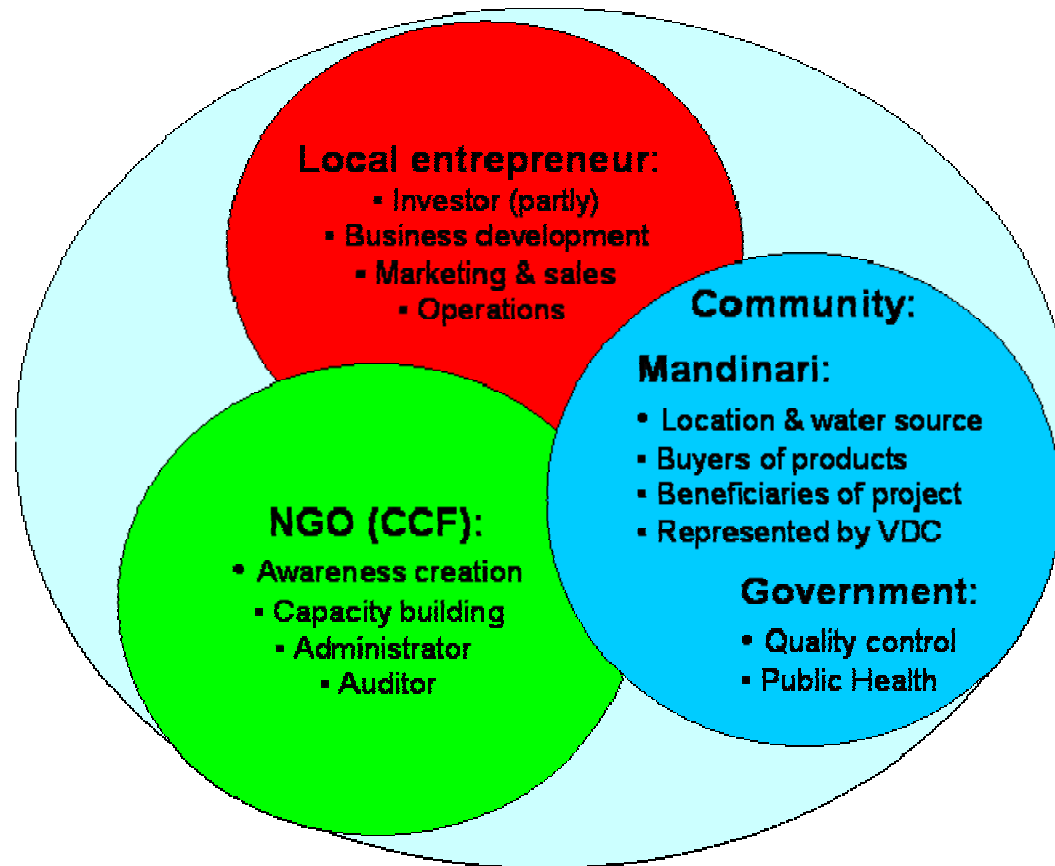 Local entrepreneur:
▪ Investor (partly)
▪ Business development
▪ Marketing & sales
▪ Operations
Community:
Mandinari:
• Location & water source
▪ Buyers of products
▪ Beneficiaries of project
▪ Represented by VDC
Government:
• Quality control
▪ Public Health
NGO (CCF):
• Awareness creation
▪ Capacity building
▪ Administrator
▪ Auditor